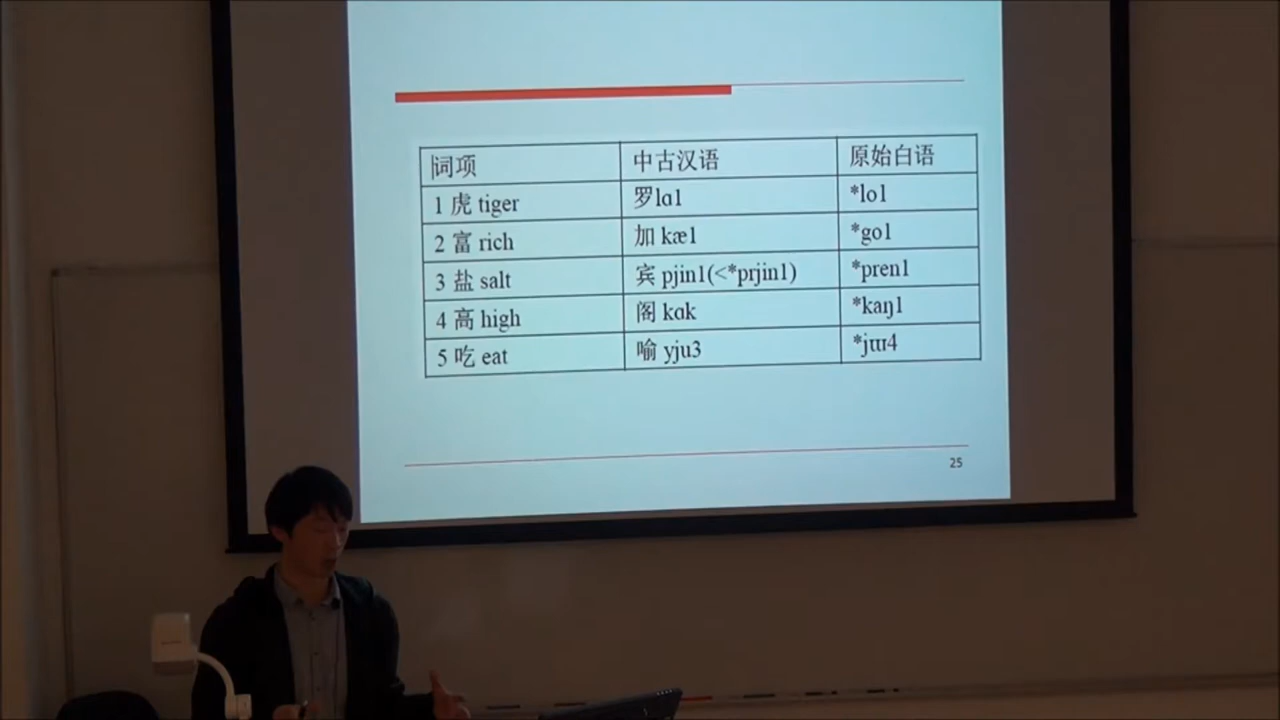 词项 中古汉语 原始白语
1 虎 tiger 罗lɑ1 *lo1
2 富 rich 加 kæ1 *go1
3 盐 salt 宾 pjin1(<*prjin1) *pren1
4 高 high 阁 kɑk *kaŋ1
5 吃 eat 喻 yju3 *jɯ4
25